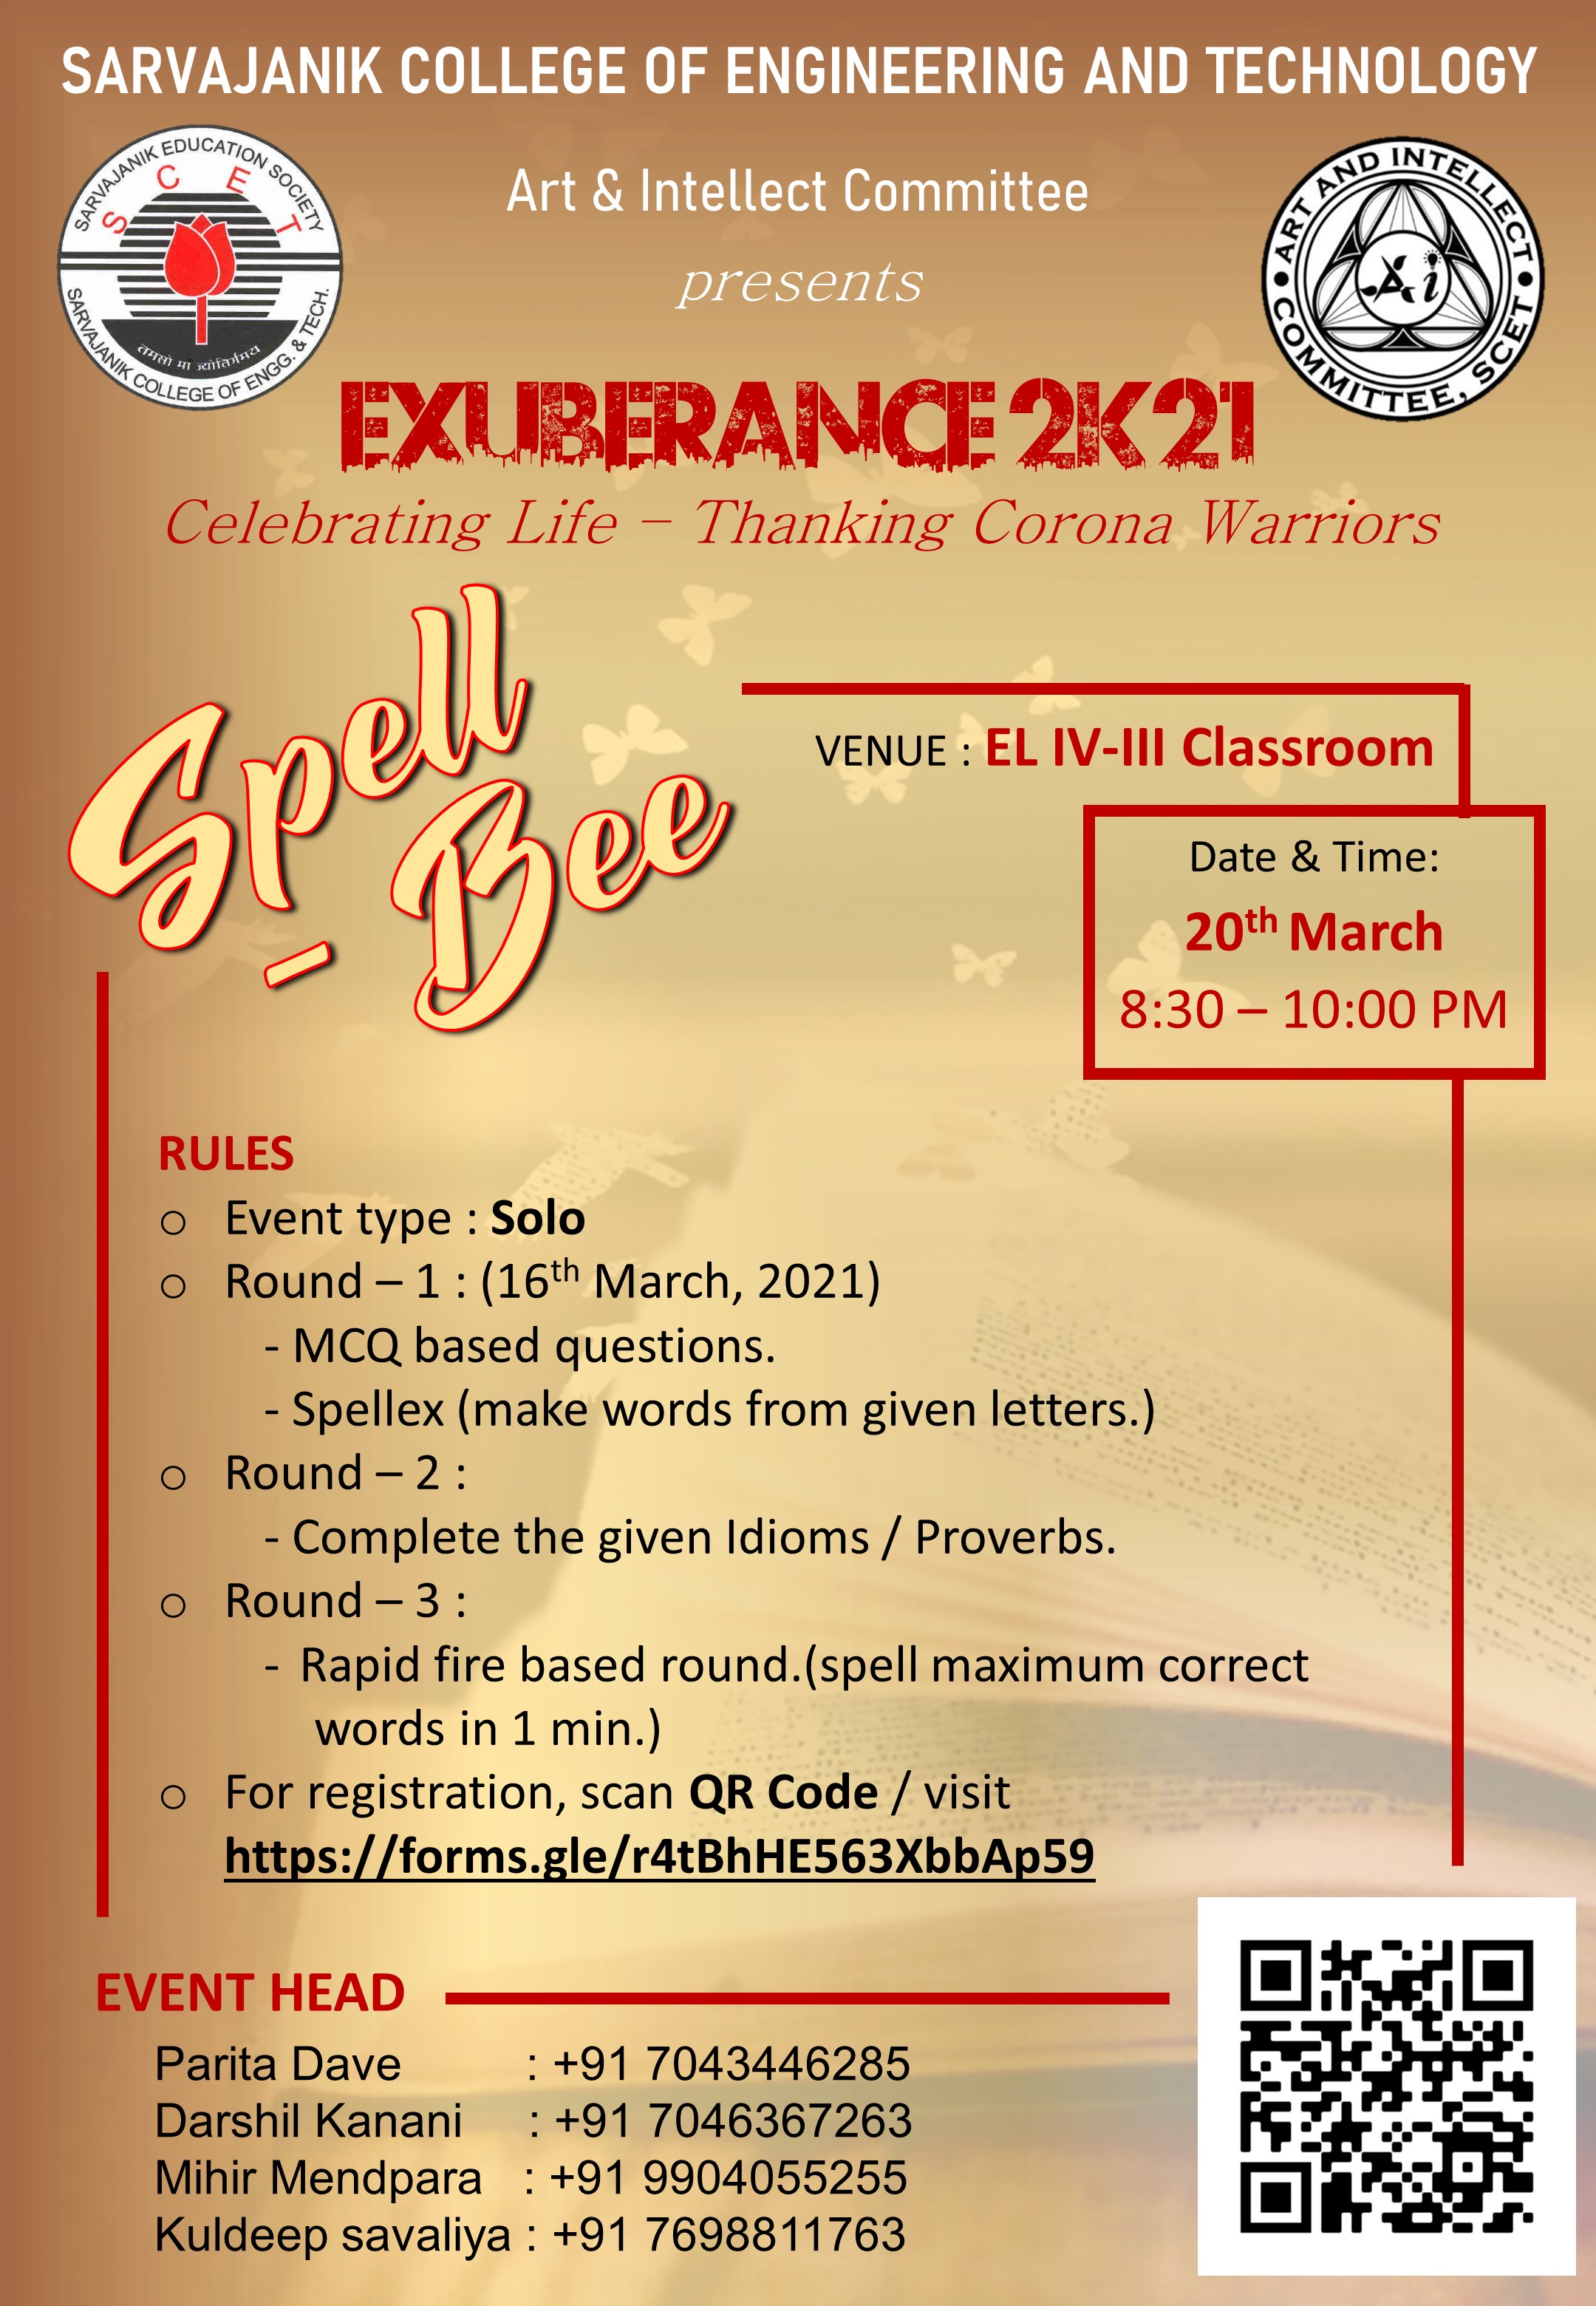 SARVAJANIK COLLEGE OF ENGINEERING AND TECHNOLOGY
SARVAJANIK EDUCATION SOCIETY
S C E T
तमसो मा ज्योतिर्गमय
SARVAJANIK COLLEGE OF ENGG. & TECH.
Art & Intellect Committee
presents
ART AND INTELLECT
Ai
COMMITTEE, SCET
EXUBERANCE 2K21
Celebrating Life – Thanking Corona Warriors
Spell
- Bee
VENUE : EL IV-III Classroom
Date & Time:
20th March
8:30 – 10:00 PM
RULES
o Event type : Solo
o Round – 1 : (16th March, 2021)
- MCQ based questions.
- Spellex (make words from given letters.)
o Round – 2 :
- Complete the given Idioms / Proverbs.
o Round – 3 :
- Rapid fire based round.(spell maximum correct
words in 1 min.)
o For registration, scan QR Code / visit
https://forms.gle/r4tBhHE563XbbAp59
EVENT HEAD
Parita Dave : +91 7043446285
Darshil Kanani : +91 7046367263
Mihir Mendpara : +91 9904055255
Kuldeep savaliya : +91 7698811763